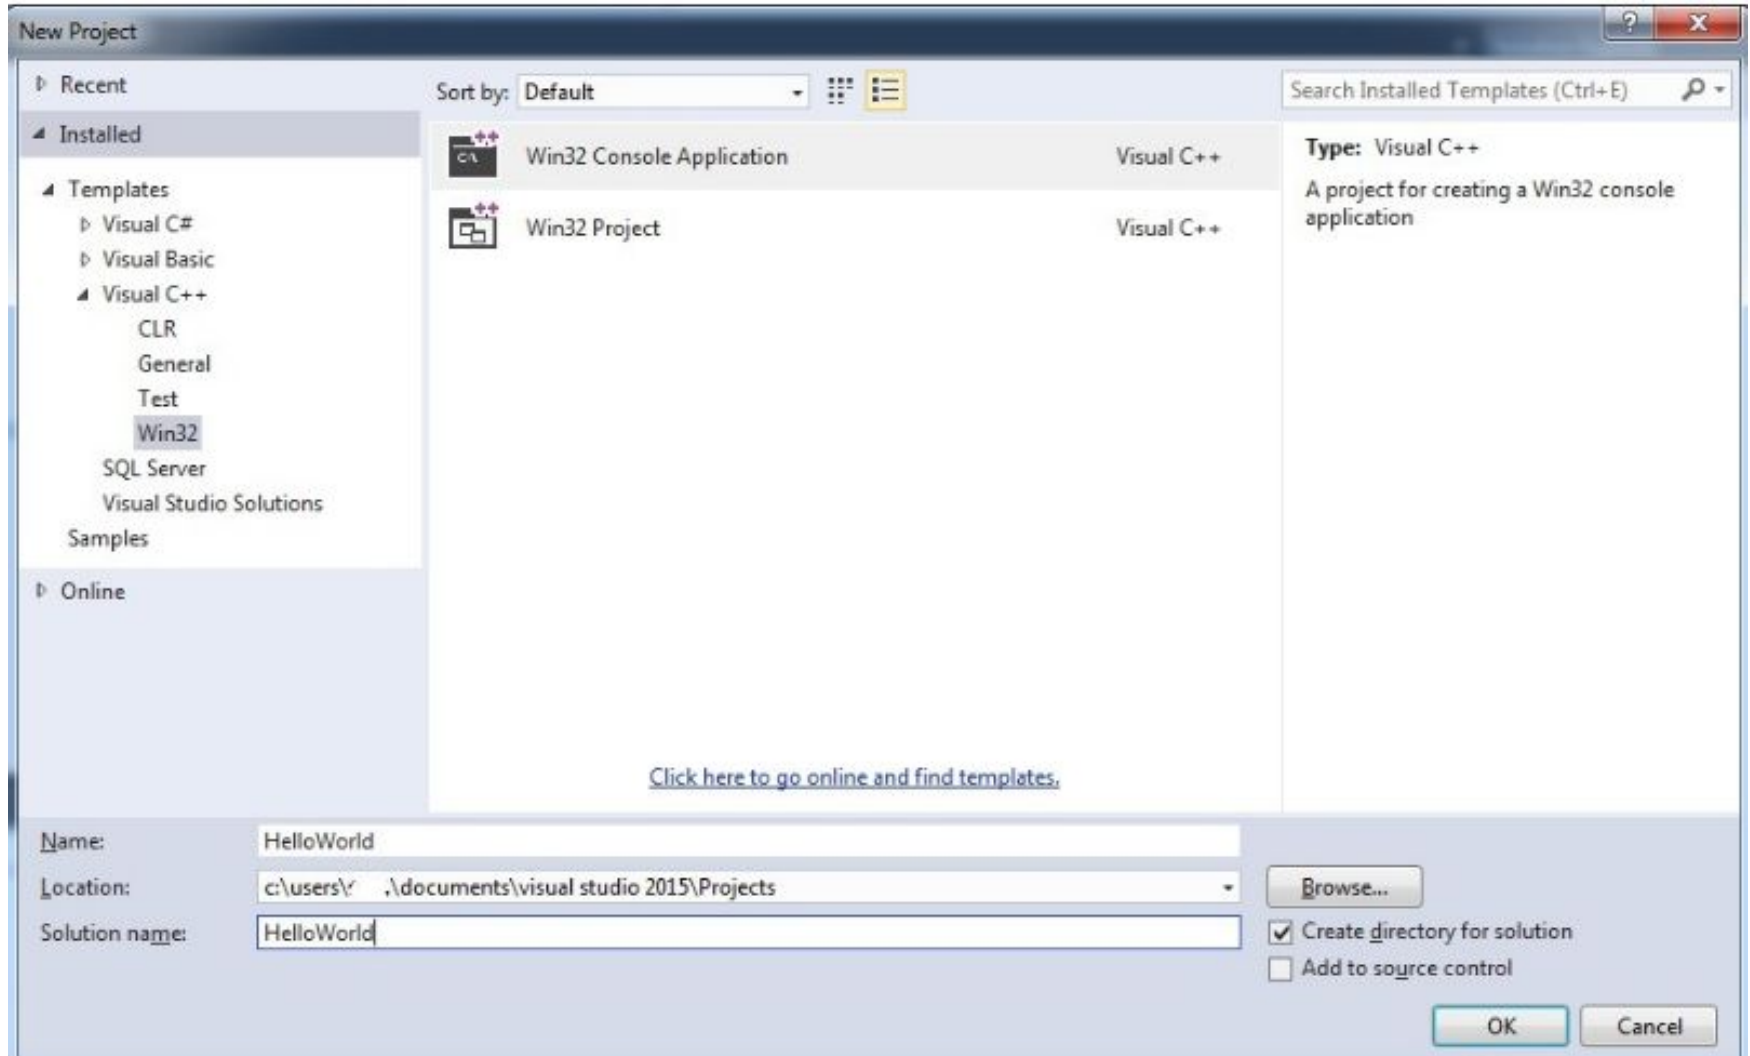 New Project
?
Recent
Installed
Templates
Visual C#
Visual Basic
Visual C++
CLR
General
Test
Win32
SQL Server
Visual Studio Solutions
Samples
Online
Sort by: Default
Win32 Console Application Visual C++
Win32 Project Visual C++
Click here to go online and find templates.
Search Installed Templates (Ctrl+E)
Type: Visual C++
A project for creating a Win32 console
application
Name: HelloWorld
Location: c:\users\ \documents\visual studio 2015\Projects
Browse...
Solution name: HelloWorld
Create directory for solution
Add to source control
OK Cancel